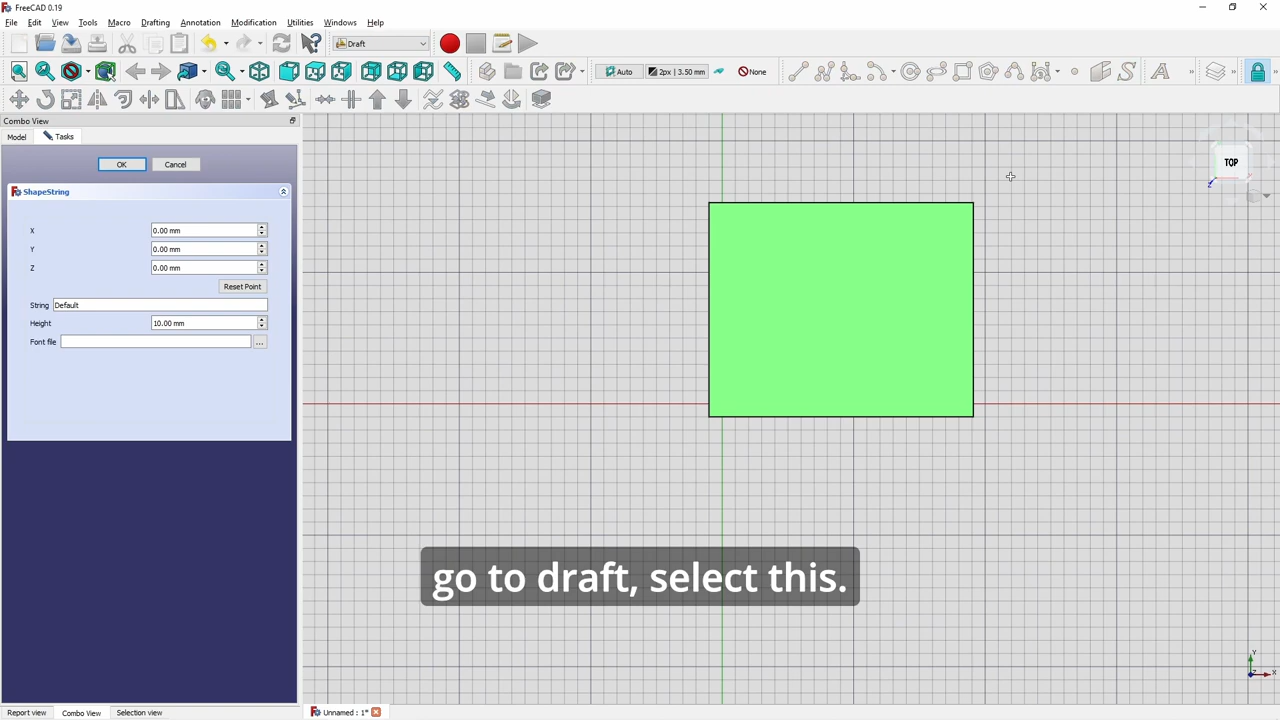 FreeCAD 0.19
File Edit View Tools Macro Drafting Annotation Modification Utilities Windows Help
Draft
Auto 2px | 3.50 mm None A
Combo View
Model Tasks
OK Cancel
ShapeString
X 0.00 mm
Y 0.00 mm
Z 0.00 mm
Reset Point
String Default
Height 10.00 mm
Font file ...
TOP
go to draft, select this.
Y
Z X
Report view Combo View Selection view Unnamed : 1*